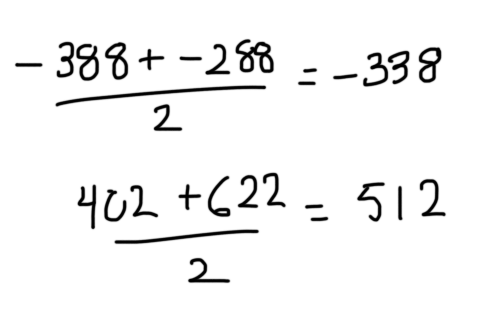 -388 + -288 = -338
2
402 + 622 = 512
2